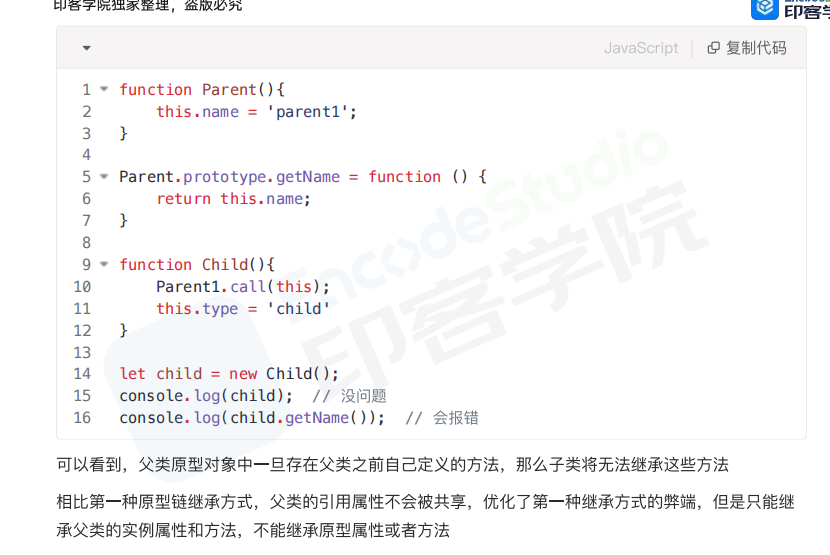 印客学院独家整理，盗版必究
印客学
JavaScript 复制代码
1 function Parent(){
2 this.name = 'parent1';
3 }
4
5 Parent.prototype.getName = function () {
6 return this.name;
7 }
8
9 function Child(){
10 Parent1.call(this);
11 this.type = 'child'
12 }
13
14 let child = new Child();
15 console.log(child); // 没问题
16 console.log(child.getName()); // 会报错
EncodeStudio
印客学院
可以看到，父类原型对象中一旦存在父类之前自己定义的方法，那么子类将无法继承这些方法
相比第一种原型链继承方式，父类的引用属性不会被共享，优化了第一种继承方式的弊端，但是只能继
承父类的实例属性和方法，不能继承原型属性或者方法